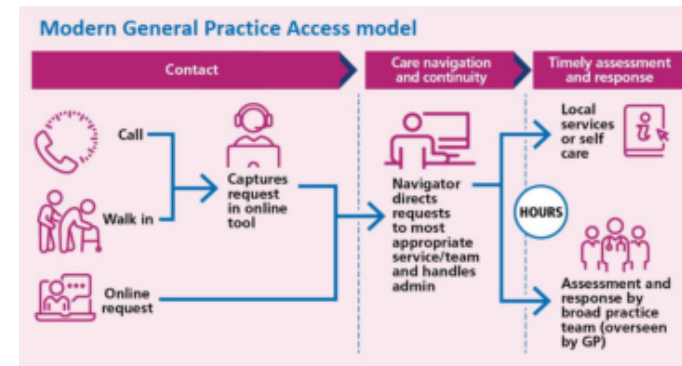 Modern General Practice Access model
Contact
Care navigation
and continuity
Timely assessment
and response
Call
Walk in
Online
request
Captures
request
in online
tool
Navigator
directs
requests
to most
appropriate
service/team
and handles
admin
Local
services
or self
care
i
HOURS
Assessment and
response by
broad practice
team (overseen
by GP)